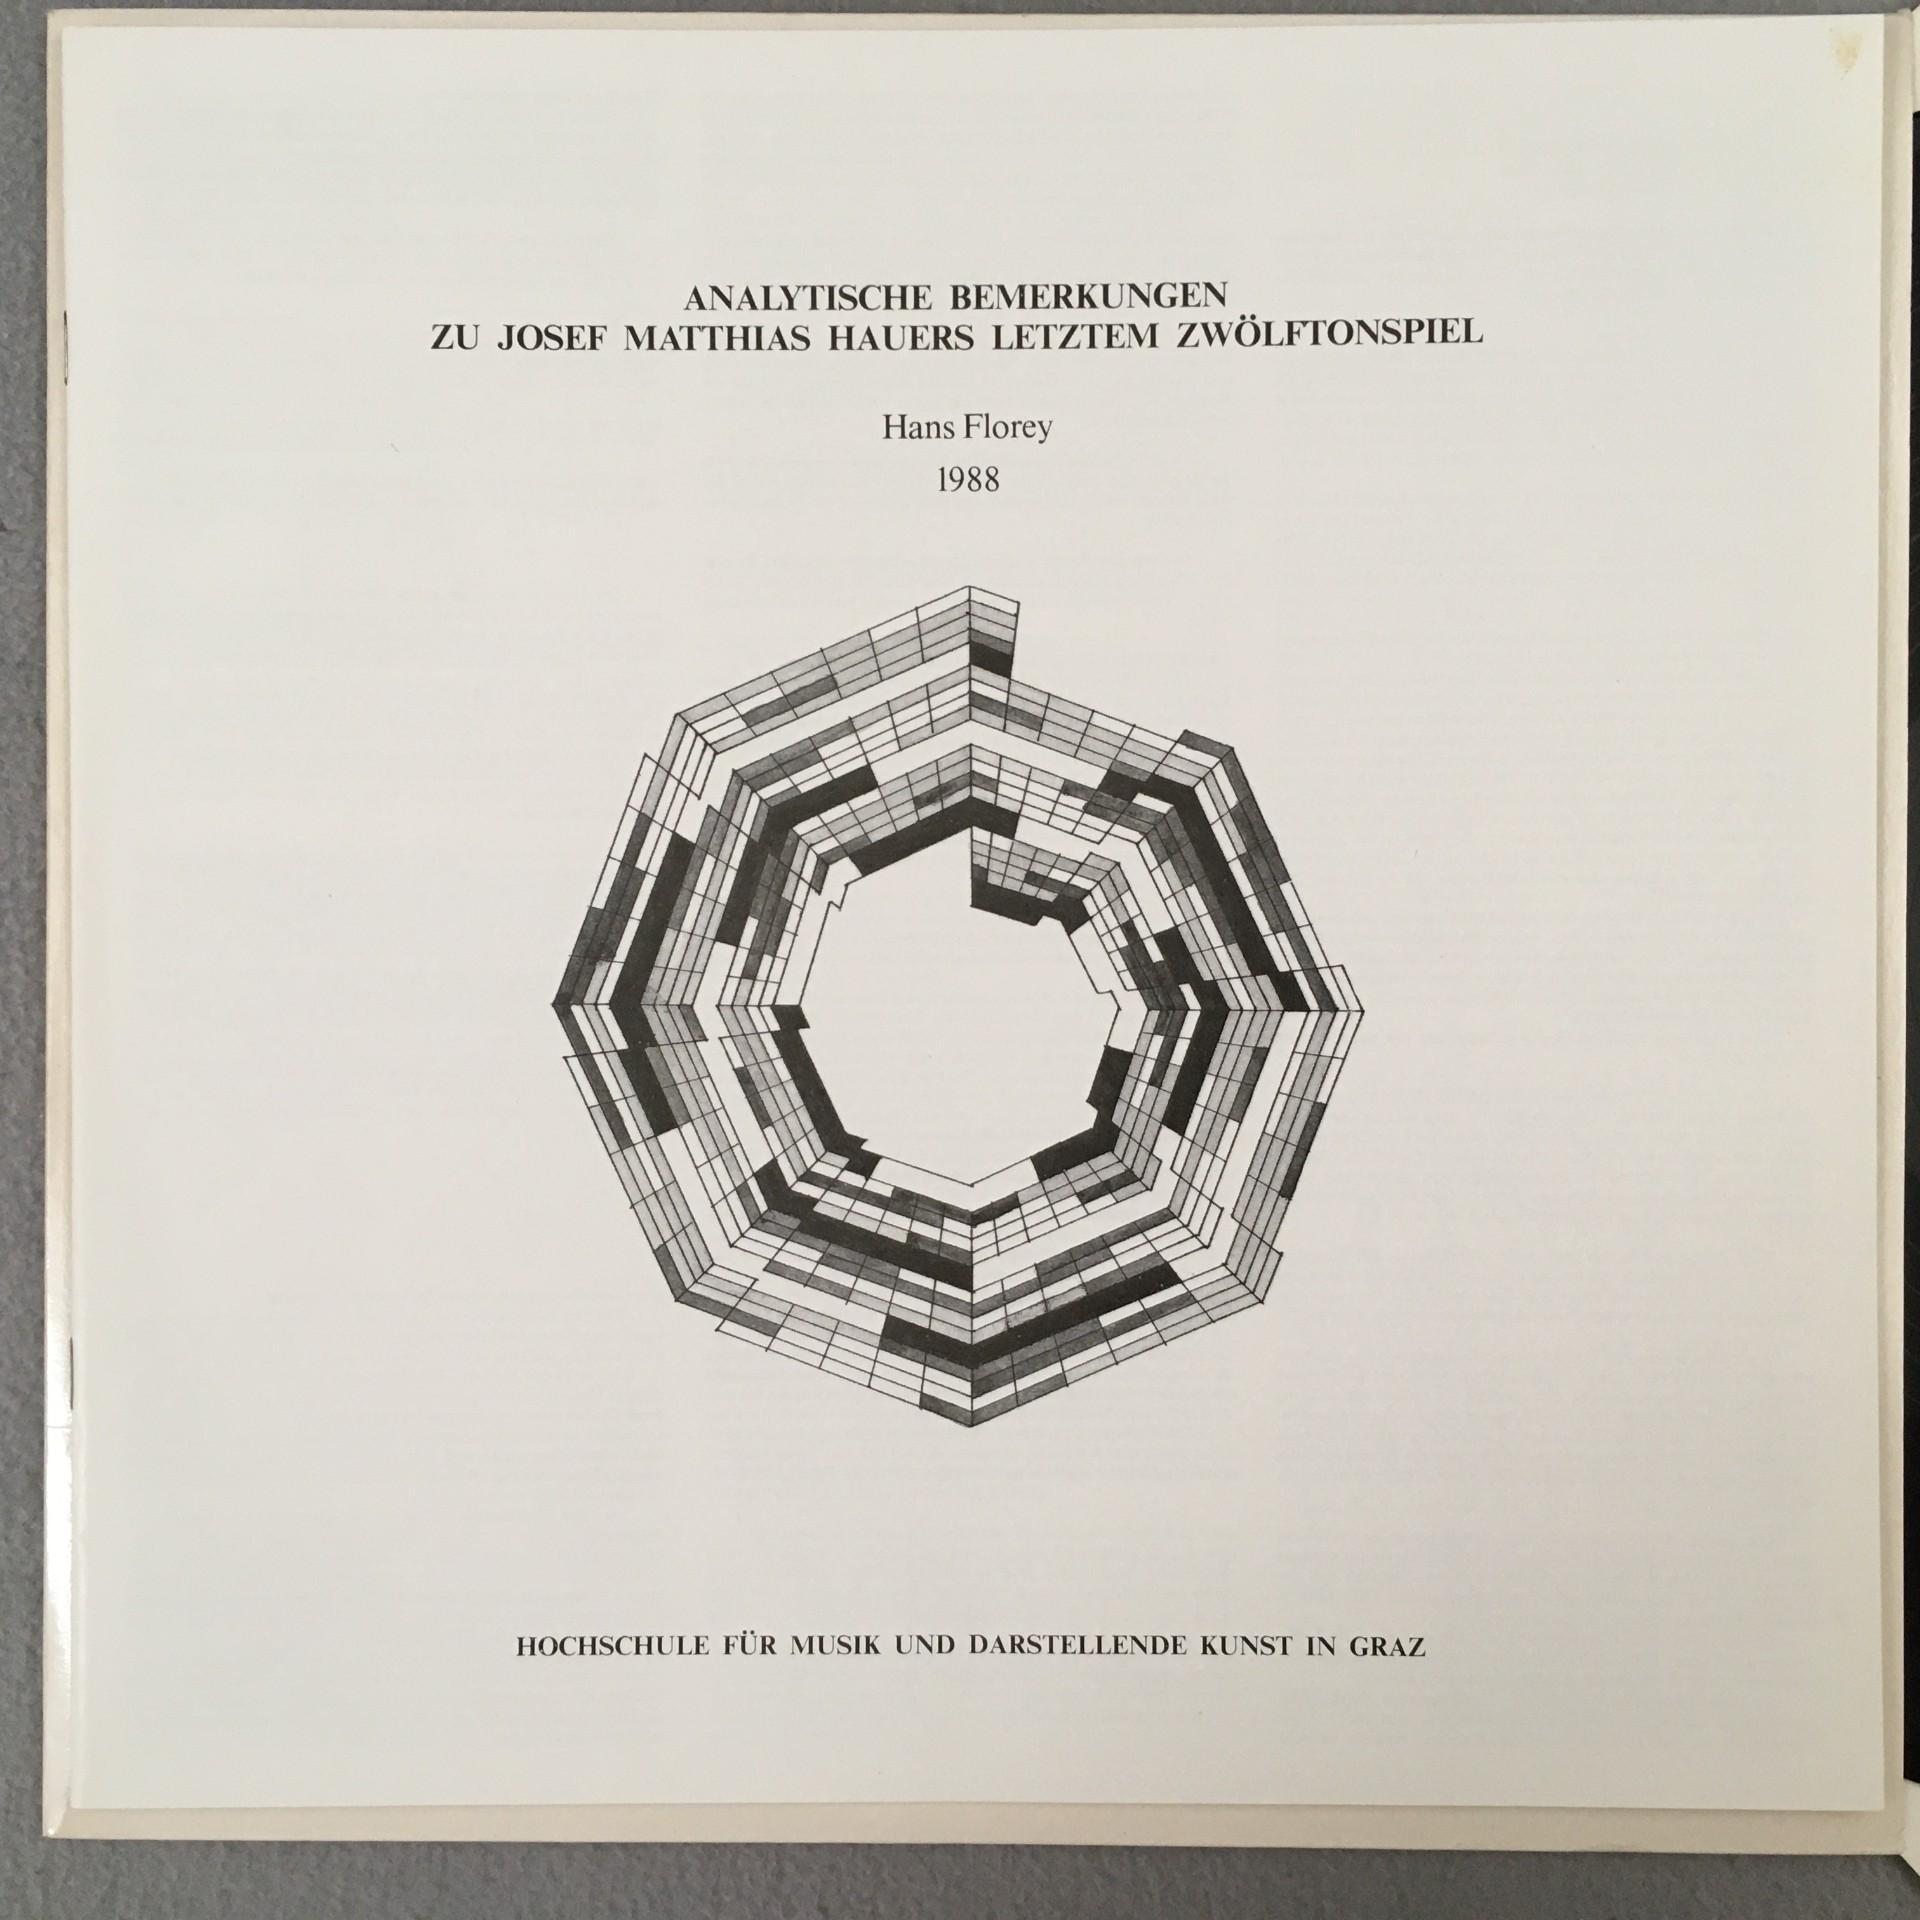 ANALYTISCHE BEMERKUNGEN
ZU JOSEF MATTHIAS HAUERS LETZTEM ZWÖLFTONSPIEL
Hans Florey
1988
HOCHSCHULE FÜR MUSIK UND DARSTELLENDE KUNST IN GRAZ